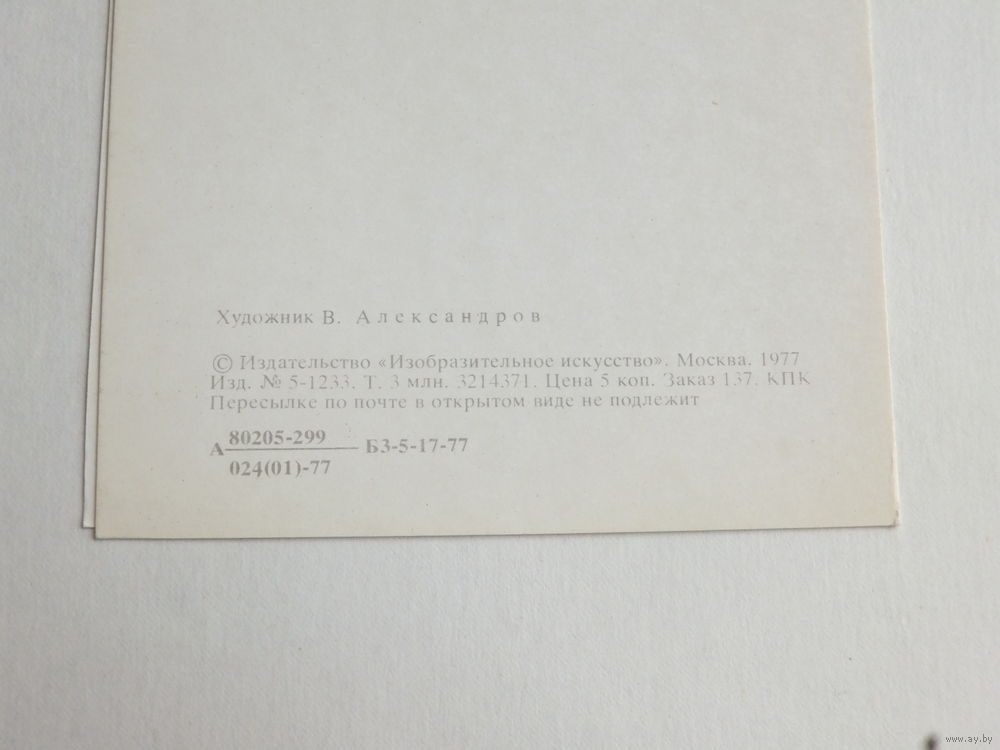 Художник В. Александров
© Издательство «Изобразительное искусство». Москва. 1977
Изд. № 5-1233. Т. 3 млн. 3214371. Цена 5 коп. Заказ 137. КПК
Пересылке по почте в открытом виде не подлежит
80205-299
А Б3-5-17-77
024(01)-77
www.ay.by